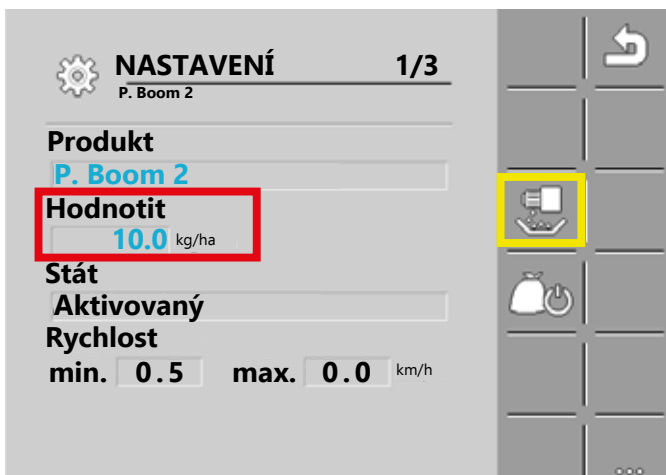 NASTAVENÍ 1/3
P. Boom 2
Produkt
P. Boom 2
Hodnotit
10.0 kg/ha
Stát
Aktivovaný
Rychlost
min. 0.5 max. 0.0 km/h